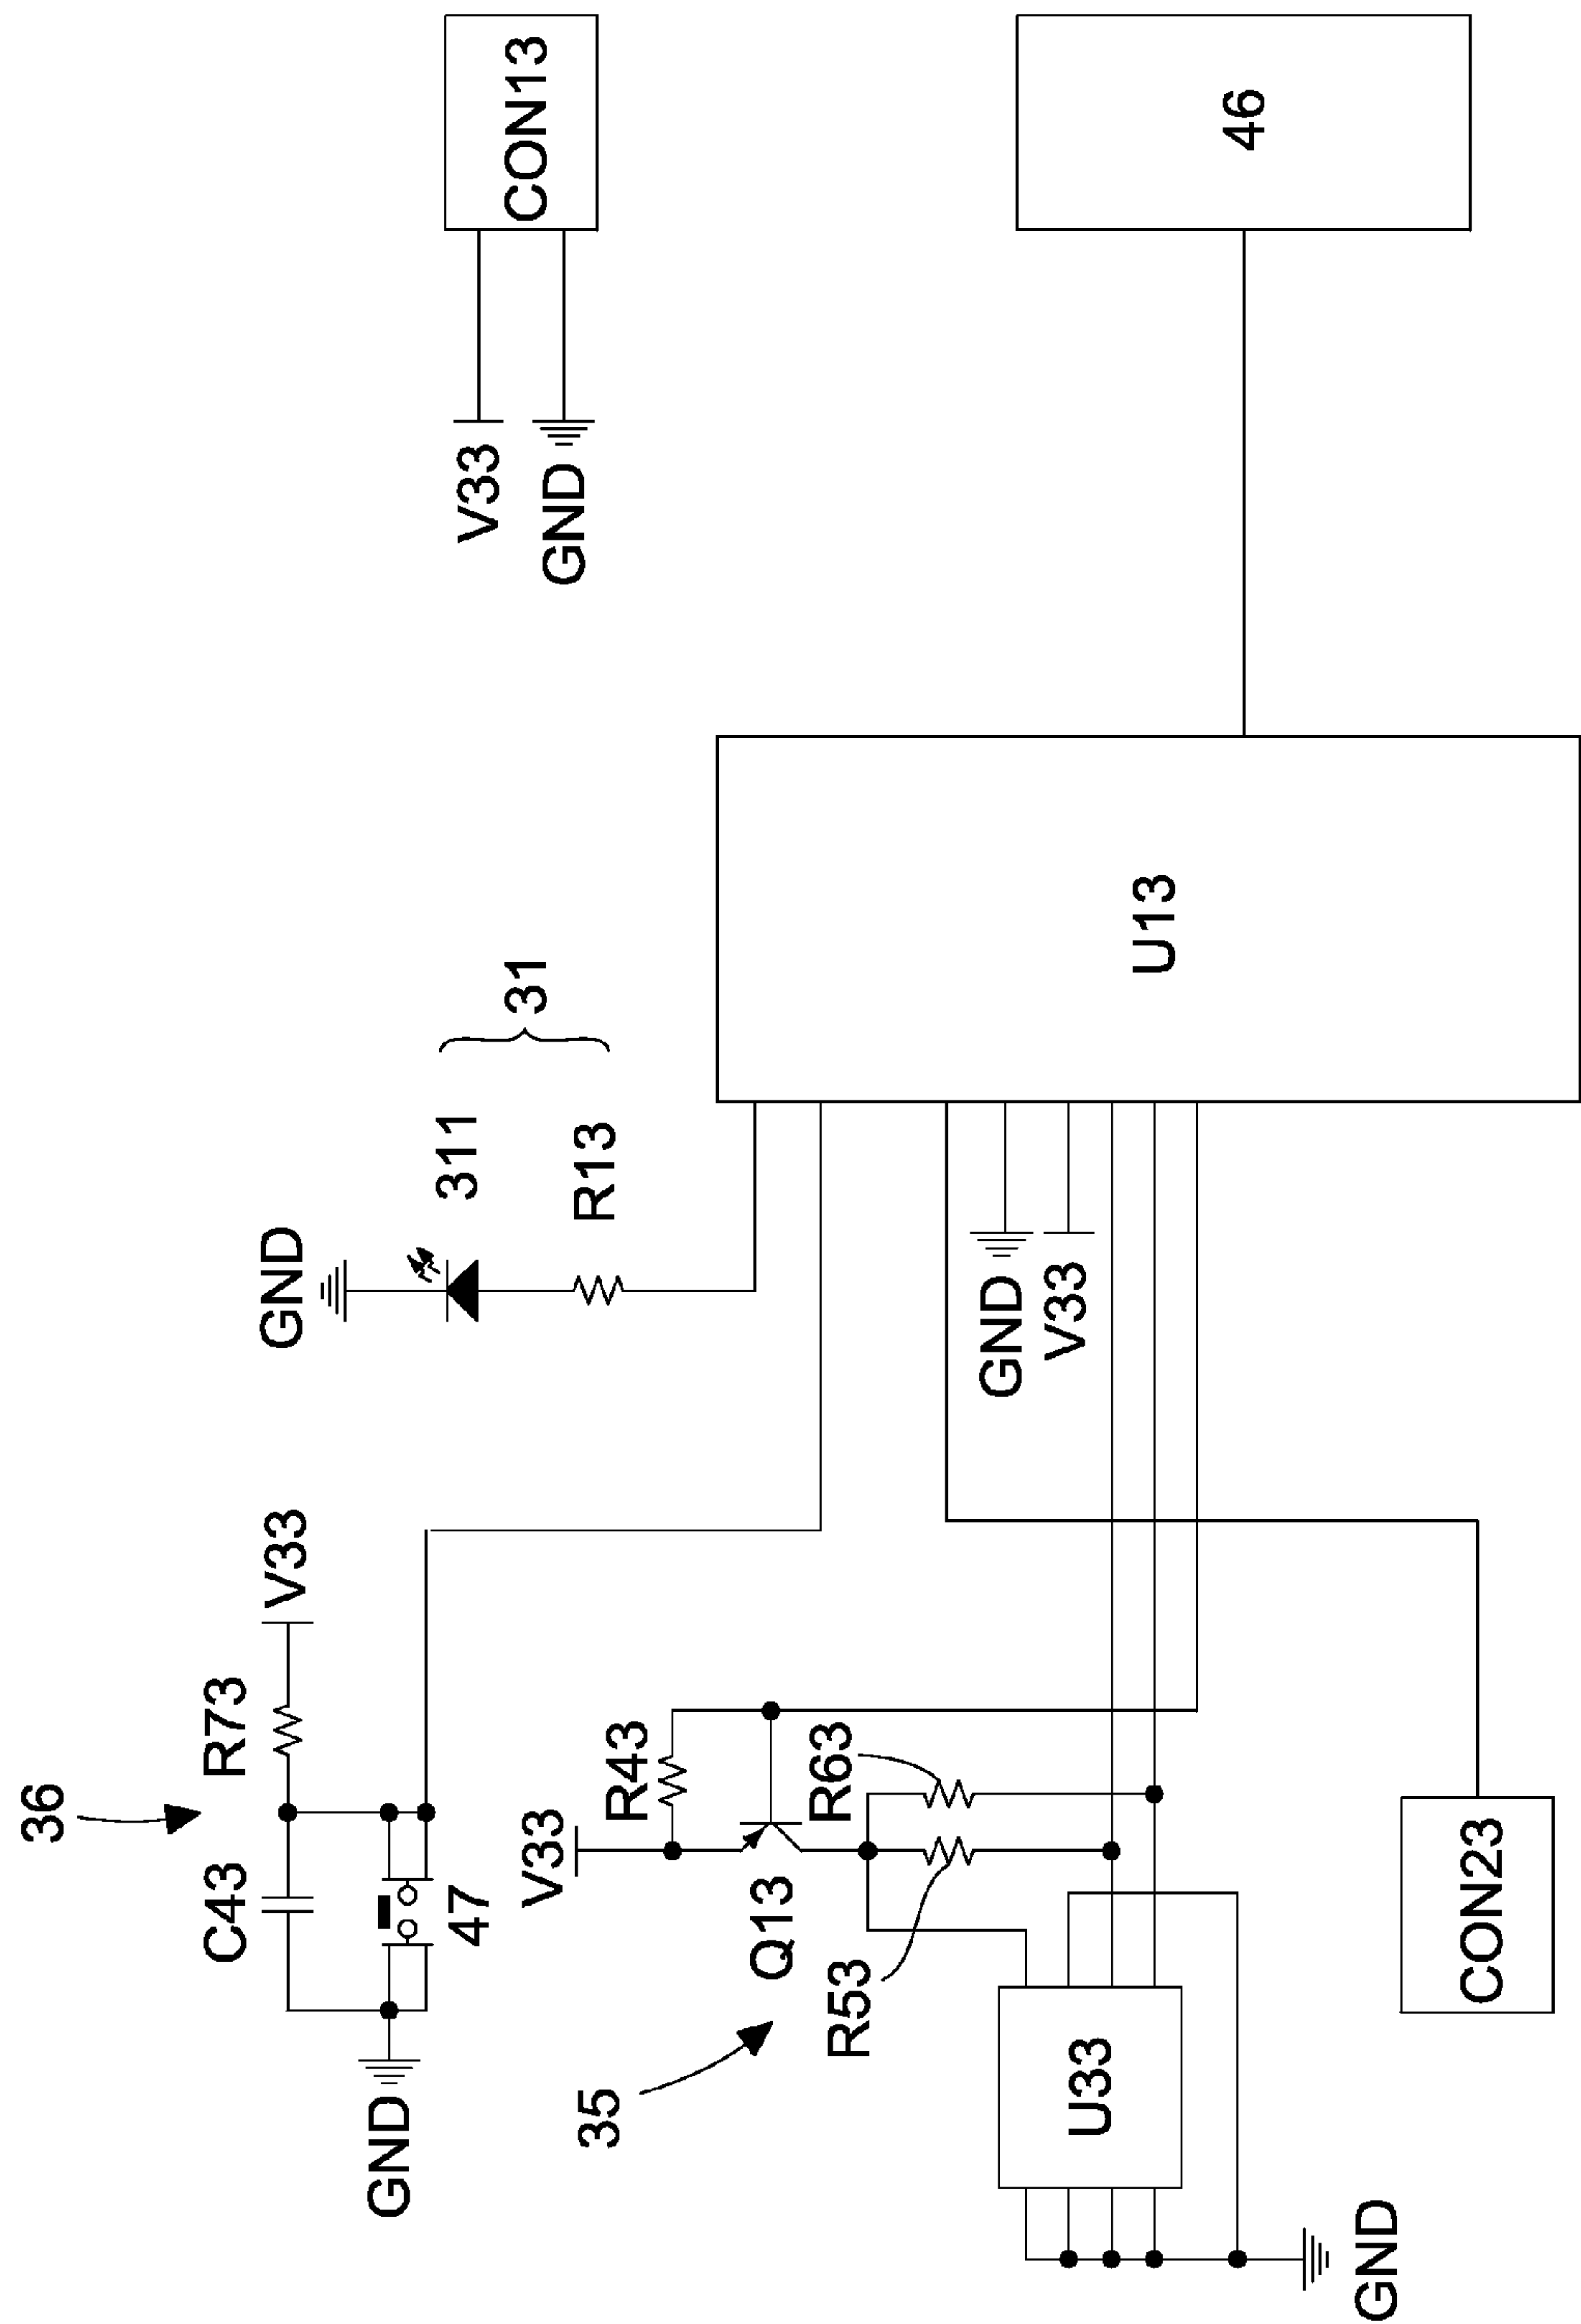 36
C43
R73
V33
GND
47
GND
311
R13
31
V33
GND
CON13
35
V33
R43
Q13
R53
R63
U33
GND
V33
U13
46
CON23
GND